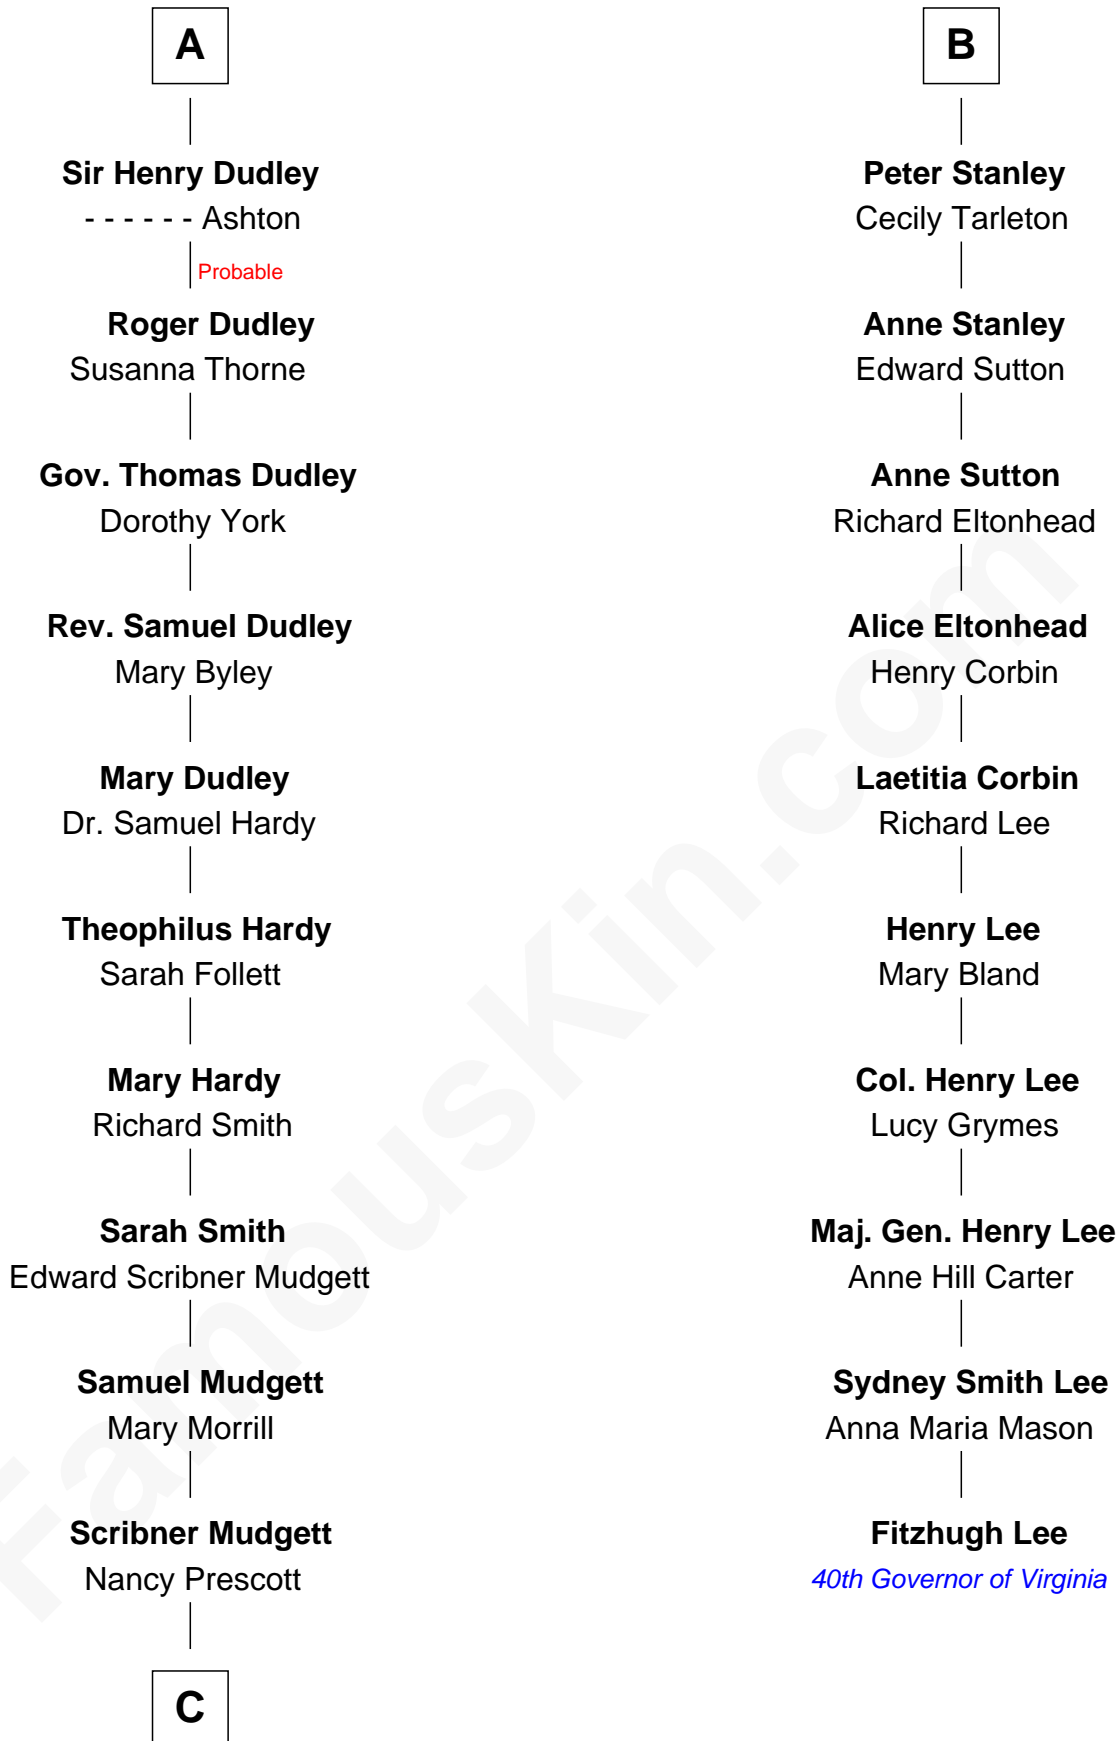 A
Sir Henry Dudley
- - - - - - Ashton
Probable
Roger Dudley
Susanna Thorne
Gov. Thomas Dudley
Dorothy York
Rev. Samuel Dudley
Mary Byley
Mary Dudley
Dr. Samuel Hardy
Theophilus Hardy
Sarah Follett
Mary Hardy
Richard Smith
Sarah Smith
Edward Scribner Mudgett
Samuel Mudgett
Mary Morrill
Scribner Mudgett
Nancy Prescott
C
B
Peter Stanley
Cecily Tarleton
Anne Stanley
Edward Sutton
Anne Sutton
Richard Eltonhead
Alice Eltonhead
Henry Corbin
Laetitia Corbin
Richard Lee
Henry Lee
Mary Bland
Col. Henry Lee
Lucy Grymes
Maj. Gen. Henry Lee
Anne Hill Carter
Sydney Smith Lee
Anna Maria Mason
Fitzhugh Lee
40th Governor of Virginia
FamousKin.com